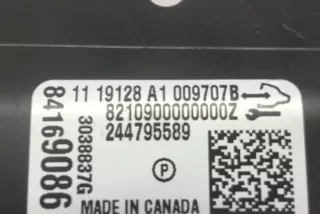 11 19128 A1 009707B
8210900000000Z
244795589
84169086
3038837G
P
MADE IN CANADA